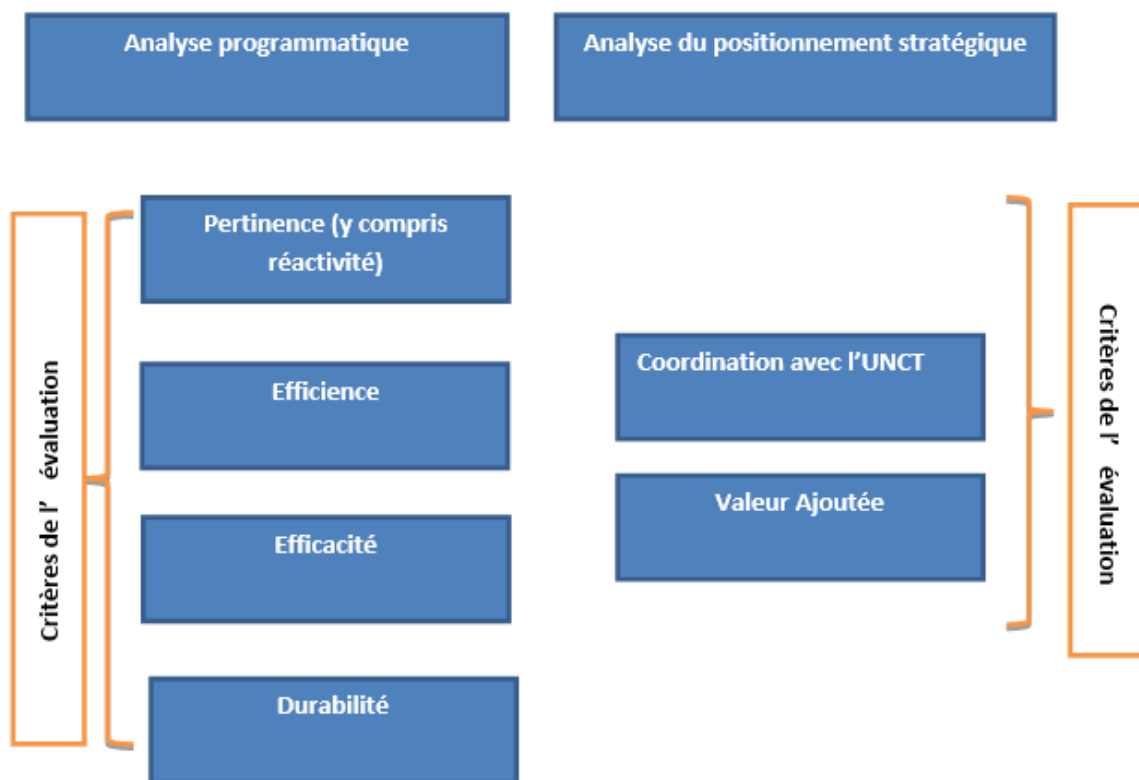 Analyse programmatique
Analyse du positionnement stratégique
Critères de l' évaluation
Pertinence (y compris
réactivité)
Efficience
Efficacité
Durabilité
Coordination avec l'UNCT
Valeur Ajoutée
Critères de l' évaluation